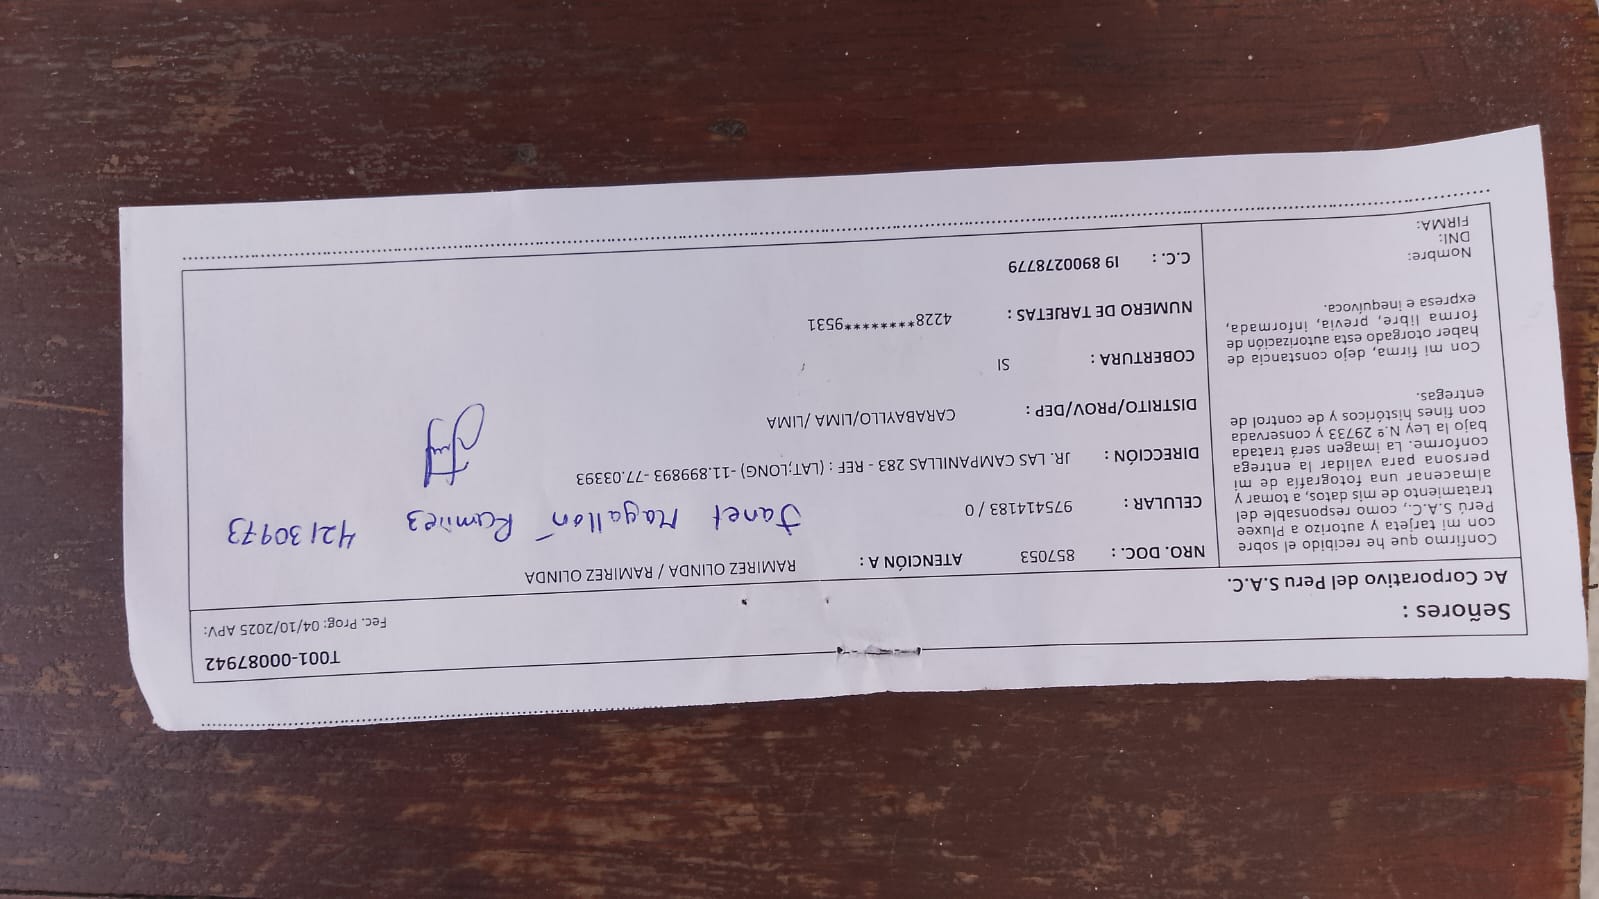 Señores :
Ac Corporativo del Peru S.A.C.
T001-00087942
Fec. Prog: 04/10/2025 APV:
Confirmo que he recibido el sobre
con mi tarjeta y autorizo a Pluxee
Perú S.A.C., como responsable del
tratamiento de mis datos, a tomar y
almacenar una fotografía de mi
persona para validar la entrega
conforme. La imagen será tratada
bajo la Ley N.º 29733 y conservada
con fines históricos y de control de
entregas.
Con mi firma, dejo constancia de
haber otorgado esta autorización de
forma libre, previa, informada,
expresa e inequívoca.
Nombre:
DNI:
FIRMA:
NRO. DOC. : 857053 ATENCIÓN A : RAMIREZ OLINDA / RAMIREZ OLINDA
CELULAR : 975414183 / 0
Janet Magallón Ramírez 42130973
DIRECCIÓN : JR. LAS CAMPANILLAS 283 - REF : (LAT;LONG) -11.899893 -77.03393
DISTRITO/PROV/DEP : CARABAYLLO/LIMA /LIMA
COBERTURA : SI
NUMERO DE TARJETAS : 4228*********9531
C.C. : I9 8900278779